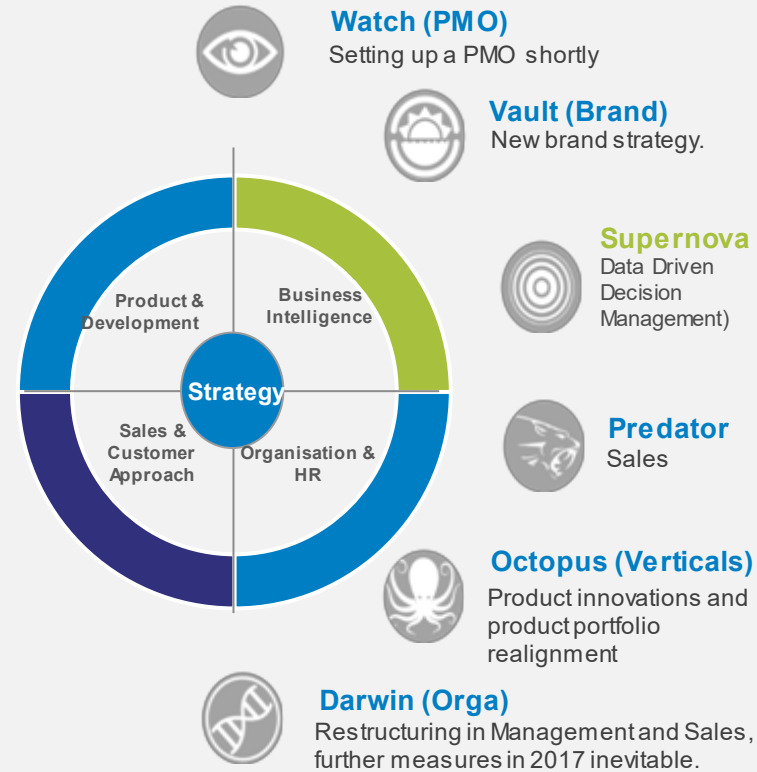 Watch (PMO)
Setting up a PMO shortly
Vault (Brand)
New brand strategy.
Supernova
Data Driven
Decision
Management)
Product &
Development
Business
Intelligence
Strategy
Sales &
Customer
Approach
Organisation &
HR
Predator
Sales
Octopus (Verticals)
Product innovations and
product portfolio
realignment
Darwin (Orga)
Restructuring in Management and Sales,
further measures in 2017 inevitable.